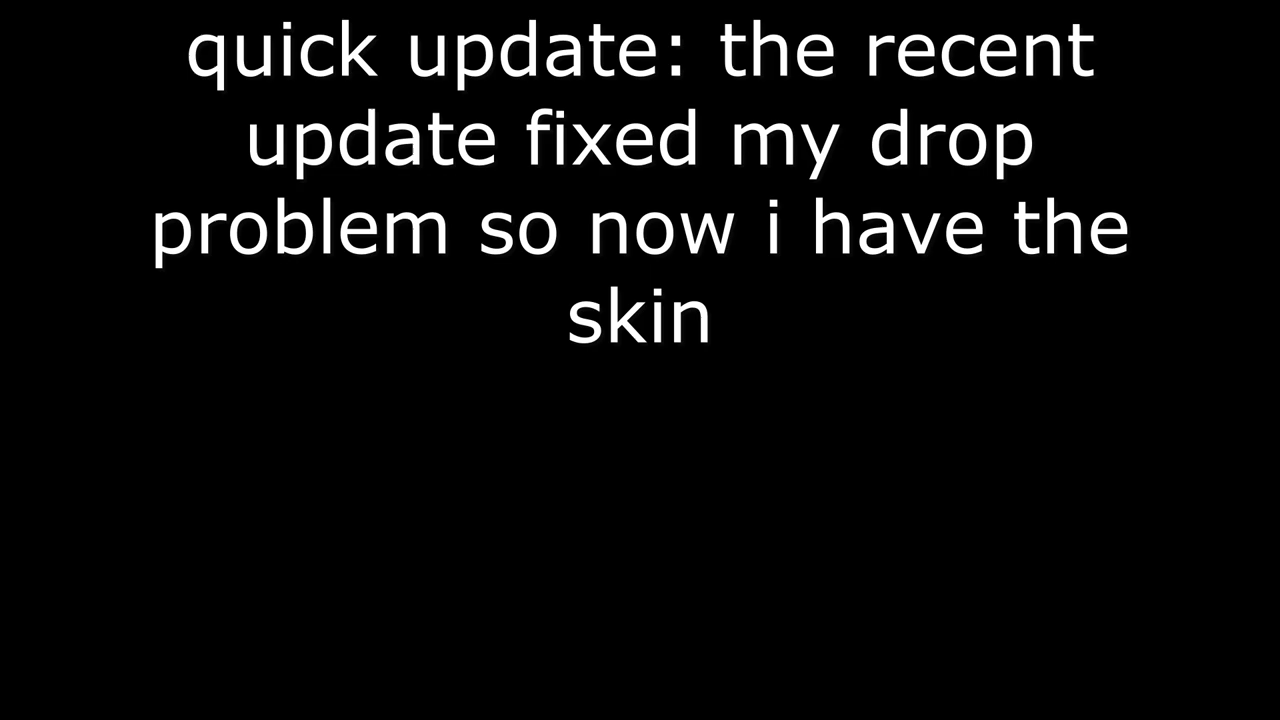 quick update: the recent
update fixed my drop
problem so now i have the
skin